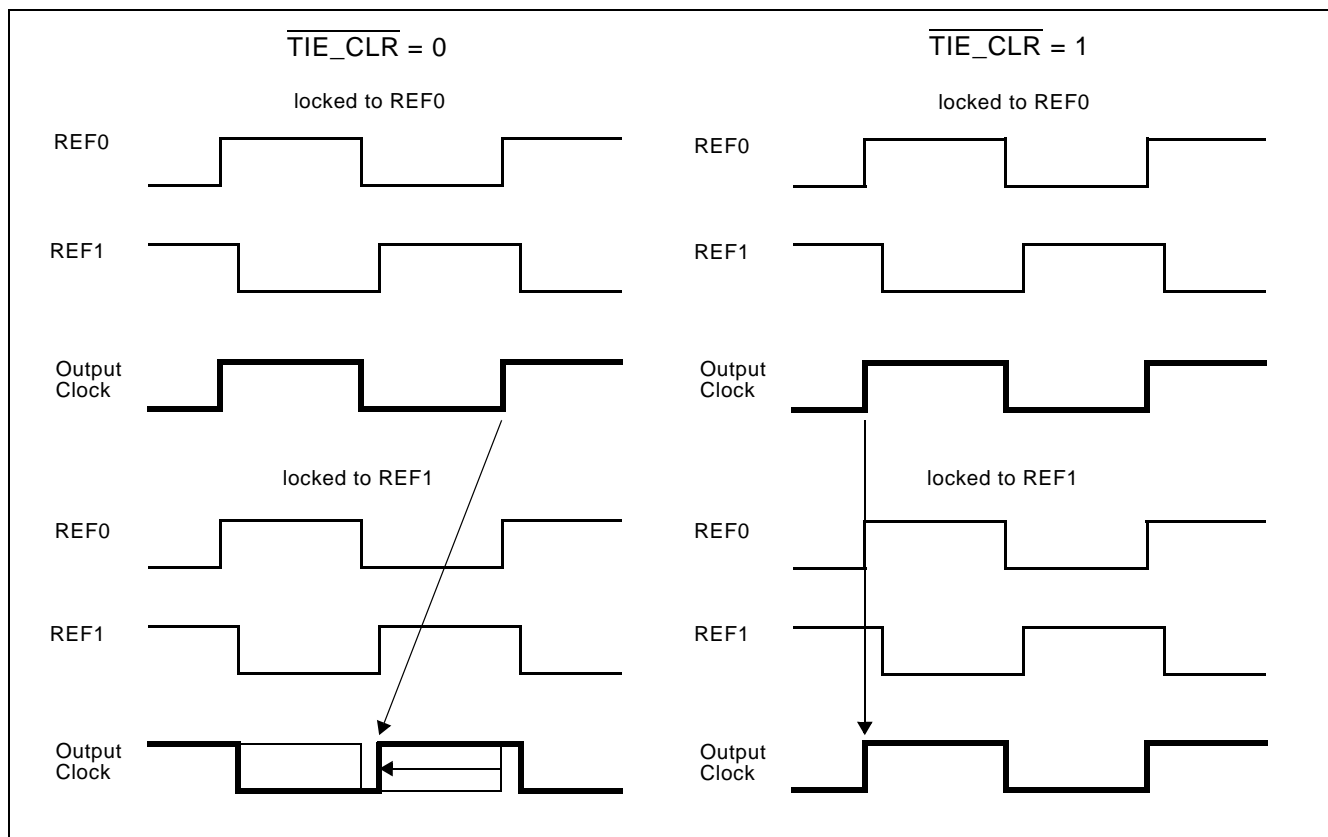 TIE_CLR = 0
locked to REF0
REF0
REF1
Output
Clock
locked to REF1
REF0
REF1
Output
Clock
TIE_CLR = 1
locked to REF0
REF0
REF1
Output
Clock
locked to REF1
REF0
REF1
Output
Clock